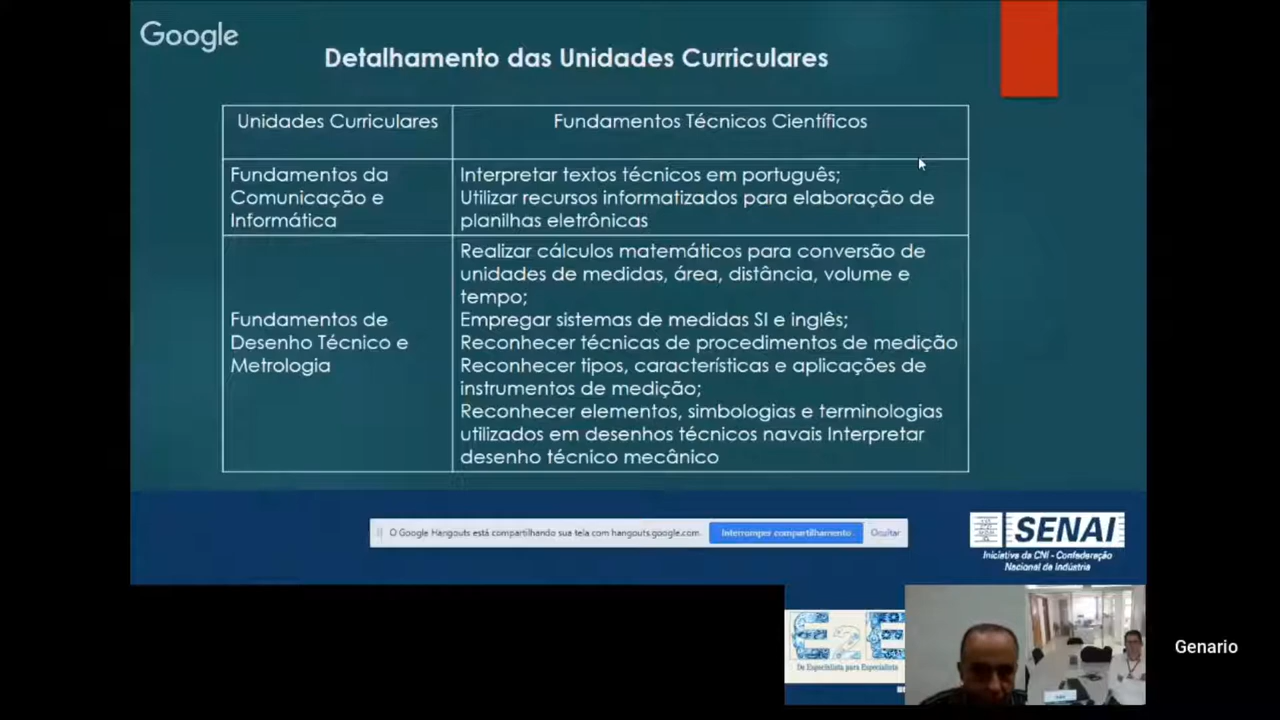 Google
Detalhamento das Unidades Curriculares
Unidades Curriculares
Fundamentos Técnicos Científicos
Fundamentos da
Comunicação e
Informática
Interpretar textos técnicos em português;
Utilizar recursos informatizados para elaboração de
planilhas eletrônicas
Fundamentos de
Desenho Técnico e
Metrologia
Realizar cálculos matemáticos para conversão de
unidades de medidas, área, distância, volume e
tempo;
Empregar sistemas de medidas SI e inglês;
Reconhecer técnicas de procedimentos de medição
Reconhecer tipos, características e aplicações de
instrumentos de medição;
Reconhecer elementos, simbologias e terminologias
utilizados em desenhos técnicos navais Interpretar
desenho técnico mecânico
O Google Hangouts está compartilhando sua tela com hangouts.google.com.
Interromper compartilhamento
Ocultar
SENAI
Iniciativa da CNI - Confederação
Nacional da Indústria
E2E
De Especialista para Especialista
Genario